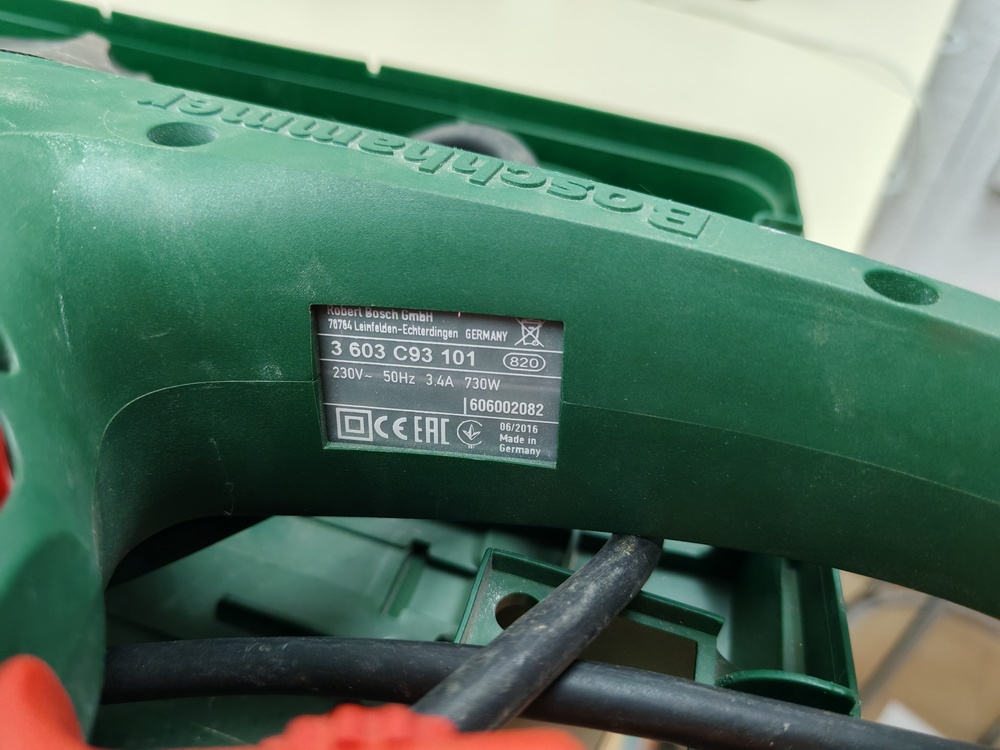 Boschhammer
Robert Bosch GmbH
70764 Leinfelden-Echterdingen GERMANY
3 603 C93 101 820
230V~ 50Hz 3,4A 730W
606002082
CE EAC 06/2016
Made in
Germany